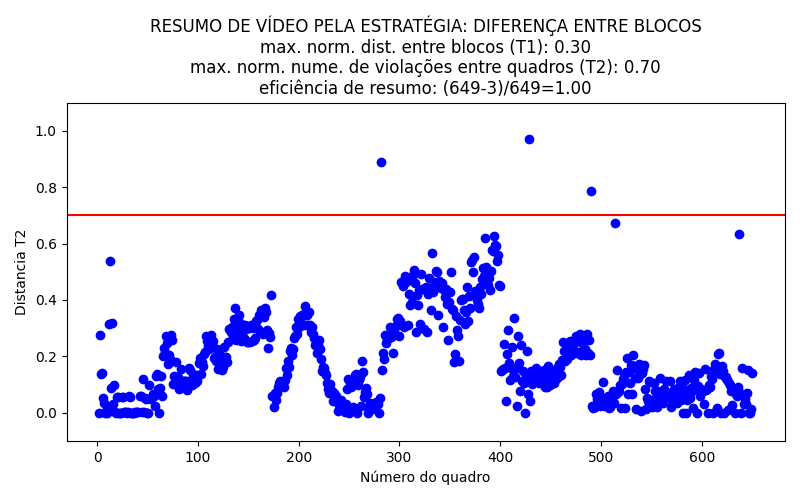 RESUMO DE VÍDEO PELA ESTRATÉGIA: DIFERENÇA ENTRE BLOCOS
max. norm. dist. entre blocos (T1): 0.30
max. norm. nume. de violações entre quadros (T2): 0.70
eficiência de resumo: (649-3)/649=1.00
1.0
0.8
0.6
0.4
0.2
0.0
Distancia T2
0 100 200 300 400 500 600
Número do quadro